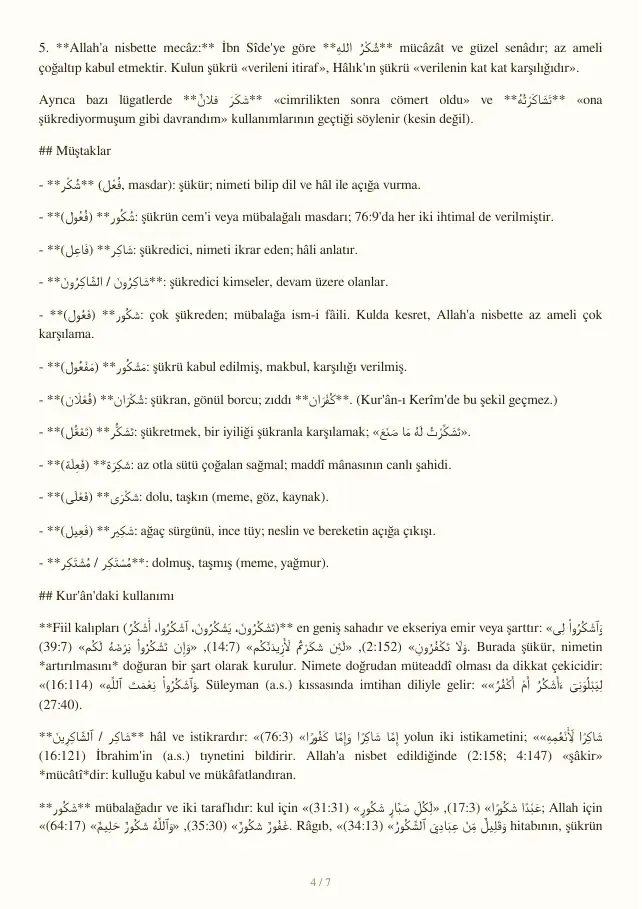 5. **Allah'a nisbette mecâz:** İbn Sîde'ye göre **شُكْرُ اللهِ** mücâzât ve güzel senâdır; az ameli
çoğaltıp kabul etmektir. Kulun şükrü «verileni itiraf», Hâlık'ın şükrü «verilenin kat kat karşılığıdır».
Ayrıca bazı lügatlerde **شَكَرَ فلانٌ** «cimrilikten sonra cömert oldu» ve **تَشَاكَرْتُهُ** «ona
şükrediyormuşum gibi davrandım» kullanımlarının geçtiği söylenir (kesin değil).
## Müştaklar
- **شُكْر** (فُعْل, masdar): şükür; nimeti bilip dil ve hâl ile açığa vurma.
- **شُكُور** (فُعُول): şükrün cem'i veya mübalağalı masdarı; 76:9'da her iki ihtimal de verilmiştir.
- **شَاكِر** (فَاعِل): şükredici, nimeti ikrar eden; hâli anlatır.
- **شَاكِرُونَ / الشَّاكِرُونَ**: şükredici kimseler, devam üzere olanlar.
- **شَكُور** (فَعُول): çok şükreden; mübalağa ism-i fâili. Kulda kesret, Allah'a nisbette az ameli çok
karşılama.
- **مَشْكُور** (مَفْعُول): şükrü kabul edilmiş, makbul, karşılığı verilmiş.
- **شُكْرَان** (فُعْلَان): şükran, gönül borcu; zıddı **كُفْرَان**. (Kur'ân-ı Kerîm'de bu şekil geçmez.)
- **تَشَكُّر** (تَفَعُّل): şükretmek, bir iyiliği şükranla karşılamak; «تَشَكَّرْتُ لَهُ مَا صَنَعَ».
- **شَكِرَة** (فَعِلَة): az otla sütü çoğalan sağmal; maddî mânasının canlı şahidi.
- **شَكْرَى** (فَعْلَى): dolu, taşkın (meme, göz, kaynak).
- **شَكِير** (فَعِيل): ağaç sürgünü, ince tüy; neslin ve bereketin açığa çıkışı.
- **مُسْتَكِر / مُشْتَكِر**: dolmuş, taşmış (meme, yağmur).
## Kur'ân'daki kullanımı
**Fiil kalıpları (تَشْكُرُونَ، يَشْكُرُونَ، ٱشْكُرُوا، أَشْكُرَ)** en geniş sahadır ve ekseriya emir veya şarttır: «وَٱشْكُرُوا۟ لِى
وَلَا تَكْفُرُونِ» (2:152), «لَئِن شَكَرْتُمْ لَأَزِيدَنَّكُمْ» (14:7), «وَإِن تَشْكُرُوا۟ يَرْضَهُ لَكُمْ» (39:7). Burada şükür, nimetin
*artırılmasını* doğuran bir şart olarak kurulur. Nimete doğrudan müteaddî olması da dikkat çekicidir:
«وَٱشْكُرُوا۟ نِعْمَتَ ٱللَّهِ» (16:114). Süleyman (a.s.) kıssasında imtihan diliyle gelir: «لِيَبْلُوَنِىٓ ءَأَشْكُرُ أَمْ أَكْفُرُ»
(27:40).
**شَاكِر / ٱلشَّاكِرِينَ** hâl ve istikrardır: «إِمَّا شَاكِرًا وَإِمَّا كَفُورًا» (76:3) yolun iki istikametini; «شَاكِرًا لِّأَنْعُمِهِ»
(16:121) İbrahim'in (a.s.) tıynetini bildirir. Allah'a nisbet edildiğinde (2:158; 4:147) «şâkir»
*mücâtî*dir: kulluğu kabul ve mükâfatlandıran.
**شَكُور** mübalağadır ve iki taraflıdır: kul için «لِكُلِّ صَبَّارٍ شَكُورٍ» (31:31), «عَبْدًا شَكُورًا» (17:3); Allah için
«غَفُورٌ شَكُورٌ» (35:30), «وَٱللَّهُ شَكُورٌ حَلِيمٌ» (64:17). Râgıb, «وَقَلِيلٌ مِّنْ عِبَادِىَ ٱلشَّكُورُ» (34:13) hitabının, şükrün
4 / 7